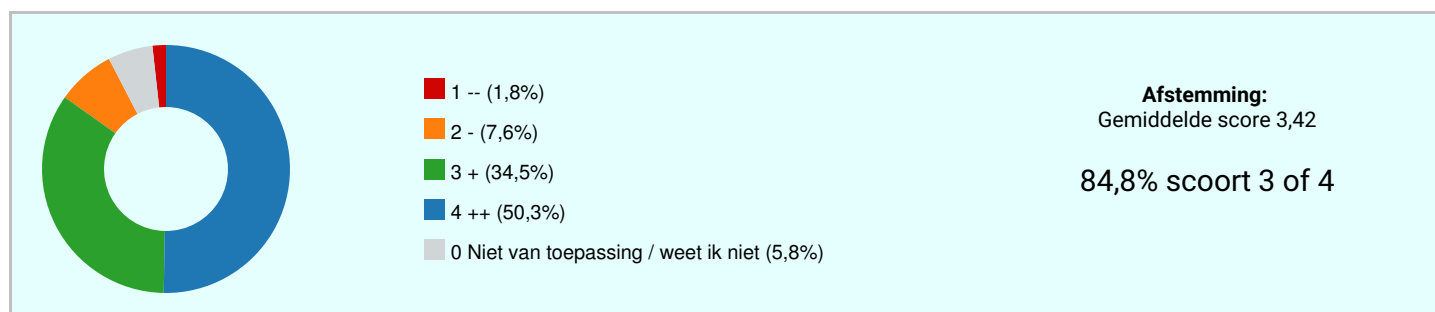 1 -- (1,8%)
2 - (7,6%)
3 + (34,5%)
4 ++ (50,3%)
0 Niet van toepassing / weet ik niet (5,8%)
Afstemming:
Gemiddelde score 3,42
84,8% scoort 3 of 4